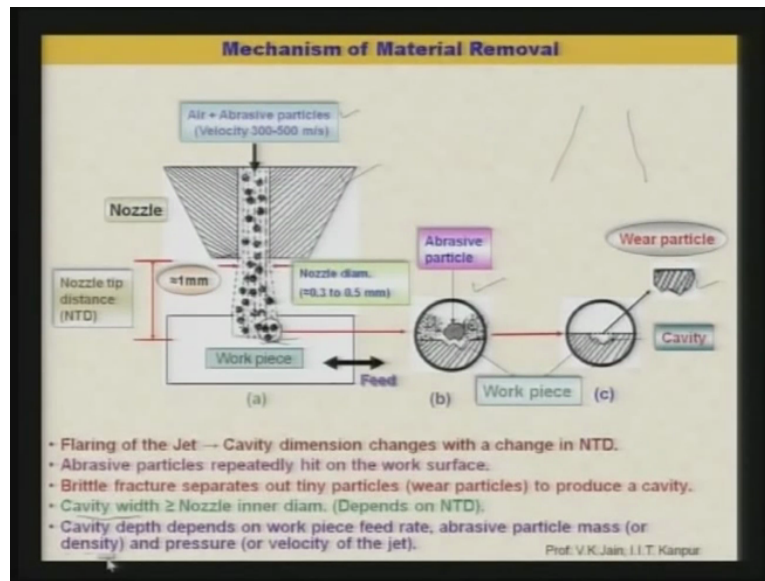 Mechanism of Material Removal
Air + Abrasive particles
(Velocity 300-500 m/s)
Nozzle
Abrasive
particle
Wear particle
Nozzle tip
distance
(NTD)
≈1mm
Nozzle diam.
(=0.3 to 0.5 mm)
Cavity
Work piece
Feed
Work piece
(a)
(b)
(c)
• Flaring of the Jet → Cavity dimension changes with a change in NTD.
• Abrasive particles repeatedly hit on the work surface.
• Brittle fracture separates out tiny particles (wear particles) to produce a cavity.
• Cavity width ≥ Nozzle inner diam. (Depends on NTD).
• Cavity depth depends on work piece feed rate, abrasive particle mass (or
density) and pressure (or velocity of the jet).
Prof. V.K.Jain, I.I.T. Kanpur